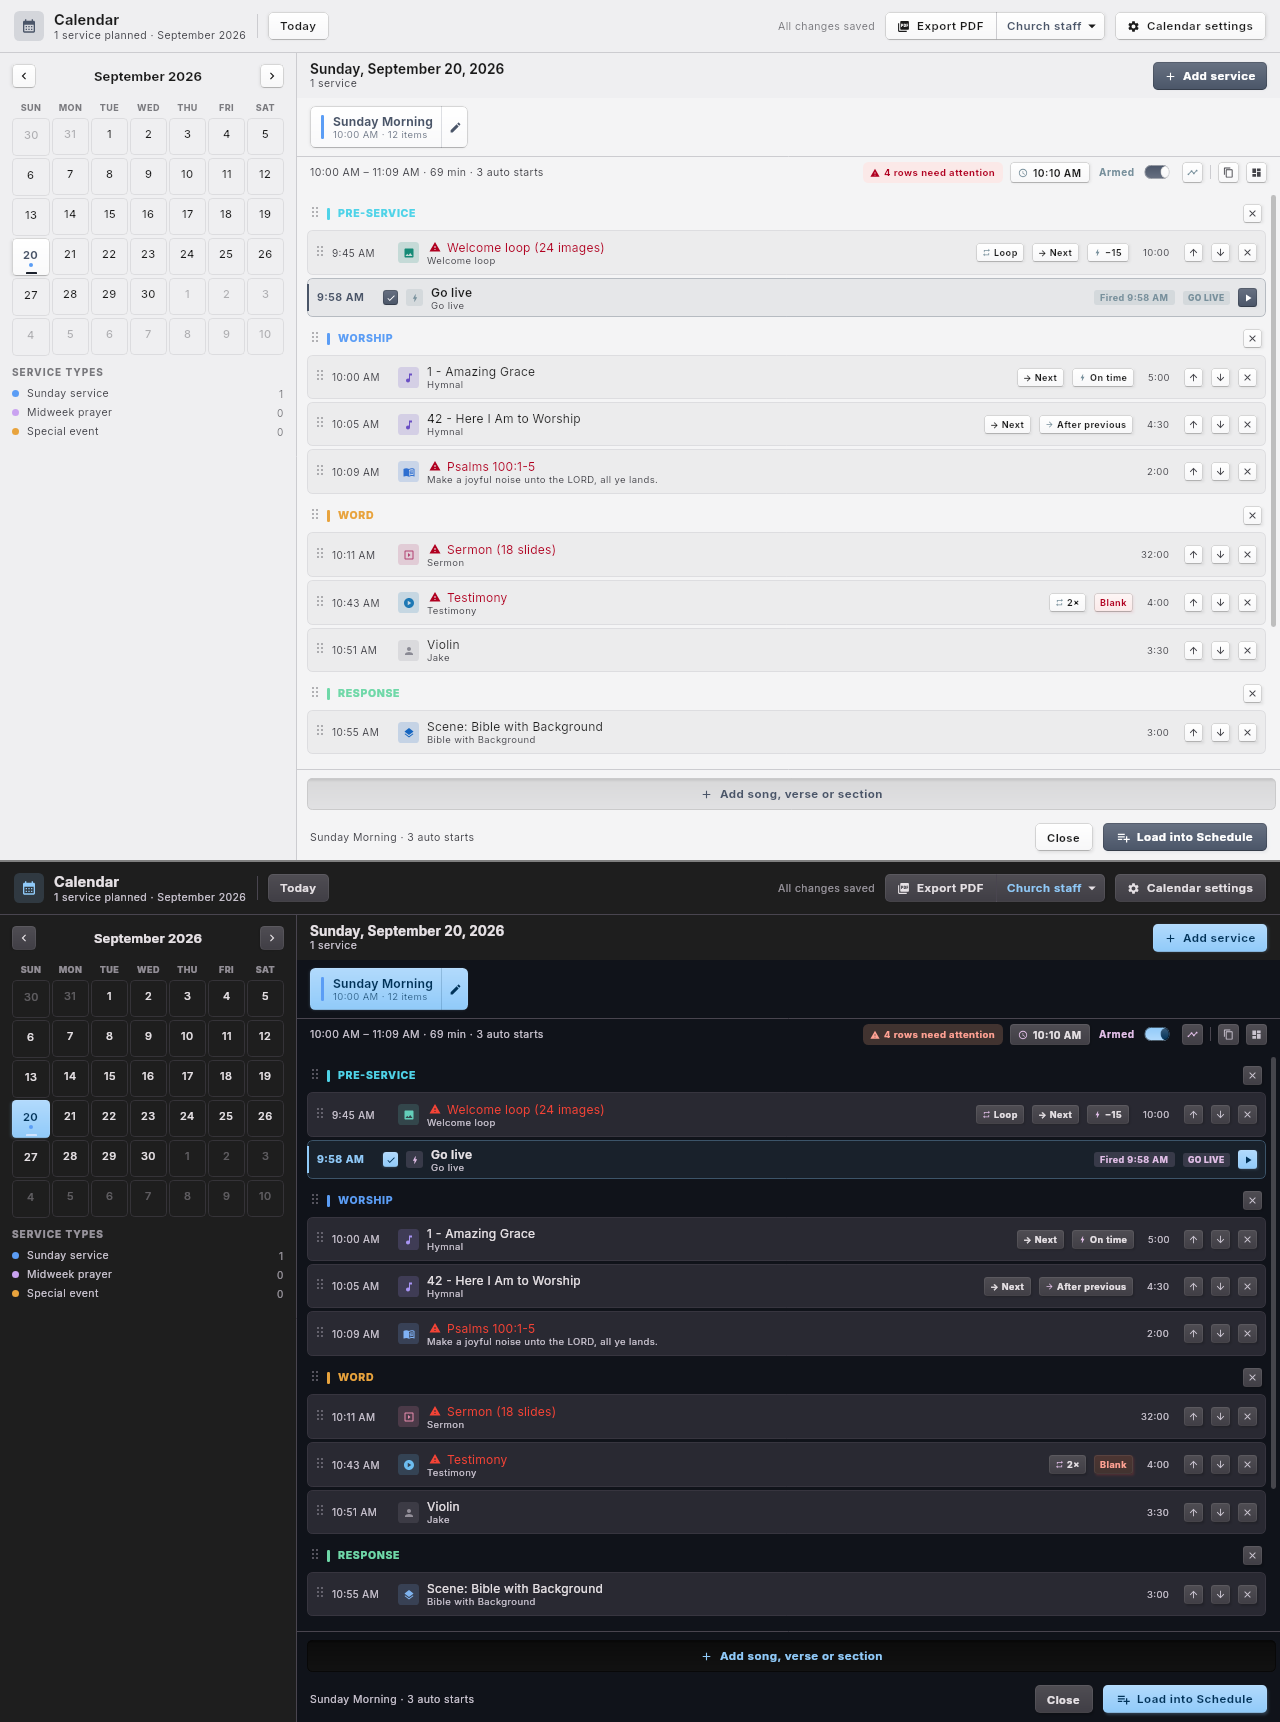 Calendar
1 service planned · September 2026
Today
All changes saved
Export PDF
Church staff
Calendar settings
September 2026
SUN MON TUE WED THU FRI SAT
30 31 1 2 3 4 5
6 7 8 9 10 11 12
13 14 15 16 17 18 19
20 21 22 23 24 25 26
27 28 29 30 1 2 3
4 5 6 7 8 9 10
SERVICE TYPES
Sunday service 1
Midweek prayer 0
Special event 0
Sunday, September 20, 2026
1 service
Add service
Sunday Morning
10:00 AM · 12 items
10:00 AM – 11:09 AM · 69 min · 3 auto starts
4 rows need attention
10:10 AM
Armed
PRE-SERVICE
9:45 AM Welcome loop (24 images) Loop Next −15 10:00
Welcome loop
9:58 AM Go live Fired 9:58 AM GO LIVE
Go live
WORSHIP
10:00 AM 1 - Amazing Grace Next On time 5:00
Hymnal
10:05 AM 42 - Here I Am to Worship Next After previous 4:30
Hymnal
10:09 AM Psalms 100:1-5 2:00
Make a joyful noise unto the LORD, all ye lands.
WORD
10:11 AM Sermon (18 slides) 32:00
Sermon
10:43 AM Testimony 2× Blank 4:00
Testimony
10:51 AM Violin 3:30
Jake
RESPONSE
10:55 AM Scene: Bible with Background 3:00
Bible with Background
Add song, verse or section
Sunday Morning · 3 auto starts
Close
Load into Schedule
Calendar
1 service planned · September 2026
Today
All changes saved
Export PDF
Church staff
Calendar settings
September 2026
SUN MON TUE WED THU FRI SAT
30 31 1 2 3 4 5
6 7 8 9 10 11 12
13 14 15 16 17 18 19
20 21 22 23 24 25 26
27 28 29 30 1 2 3
4 5 6 7 8 9 10
SERVICE TYPES
Sunday service 1
Midweek prayer 0
Special event 0
Sunday, September 20, 2026
1 service
Add service
Sunday Morning
10:00 AM · 12 items
10:00 AM – 11:09 AM · 69 min · 3 auto starts
4 rows need attention
10:10 AM
Armed
PRE-SERVICE
9:45 AM Welcome loop (24 images) Loop Next −15 10:00
Welcome loop
9:58 AM Go live Fired 9:58 AM GO LIVE
Go live
WORSHIP
10:00 AM 1 - Amazing Grace Next On time 5:00
Hymnal
10:05 AM 42 - Here I Am to Worship Next After previous 4:30
Hymnal
10:09 AM Psalms 100:1-5 2:00
Make a joyful noise unto the LORD, all ye lands.
WORD
10:11 AM Sermon (18 slides) 32:00
Sermon
10:43 AM Testimony 2× Blank 4:00
Testimony
10:51 AM Violin 3:30
Jake
RESPONSE
10:55 AM Scene: Bible with Background 3:00
Bible with Background
Add song, verse or section
Sunday Morning · 3 auto starts
Close
Load into Schedule